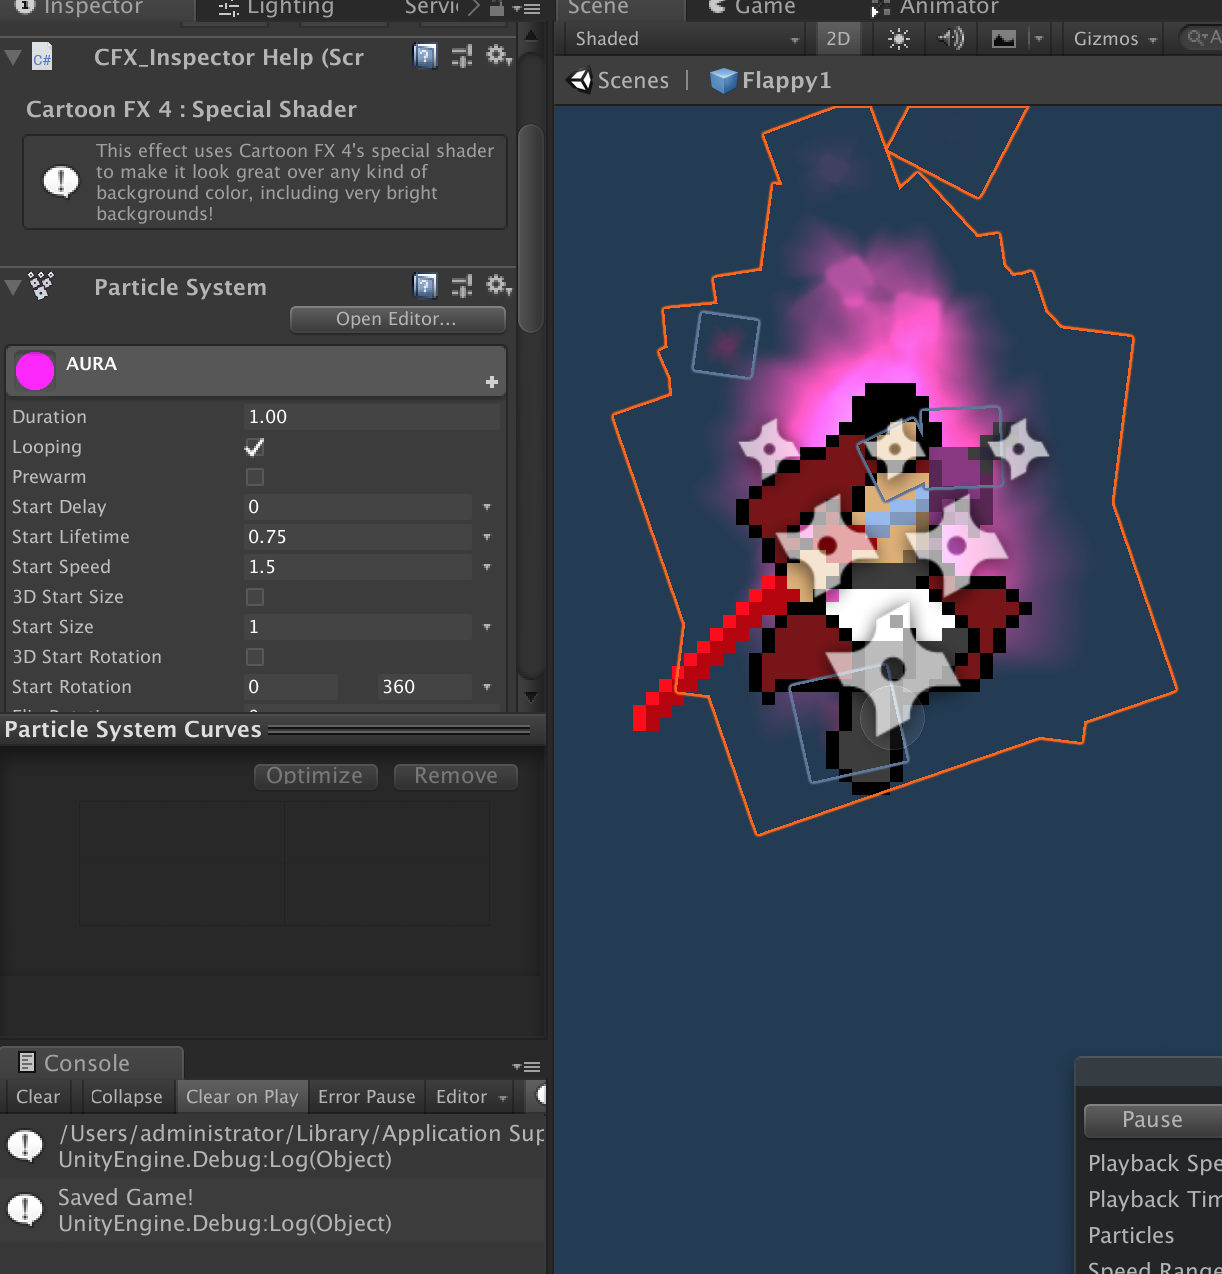 Inspector
Lighting
Servi
CFX_Inspector Help (Scr
Cartoon FX 4 : Special Shader
This effect uses Cartoon FX 4's special shader
to make it look great over any kind of
background color, including very bright
backgrounds!
Particle System
Open Editor...
AURA
Duration 1.00
Looping
Prewarm
Start Delay 0
Start Lifetime 0.75
Start Speed 1.5
3D Start Size
Start Size 1
3D Start Rotation
Start Rotation 0 360
Particle System Curves
Optimize Remove
Console
Clear Collapse Clear on Play Error Pause Editor
/Users/administrator/Library/Application Sup
UnityEngine.Debug:Log(Object)
Saved Game!
UnityEngine.Debug:Log(Object)
Scene Game Animator
Shaded 2D Gizmos
Scenes | Flappy1
Pause
Playback Spe
Playback Tim
Particles
Speed Range